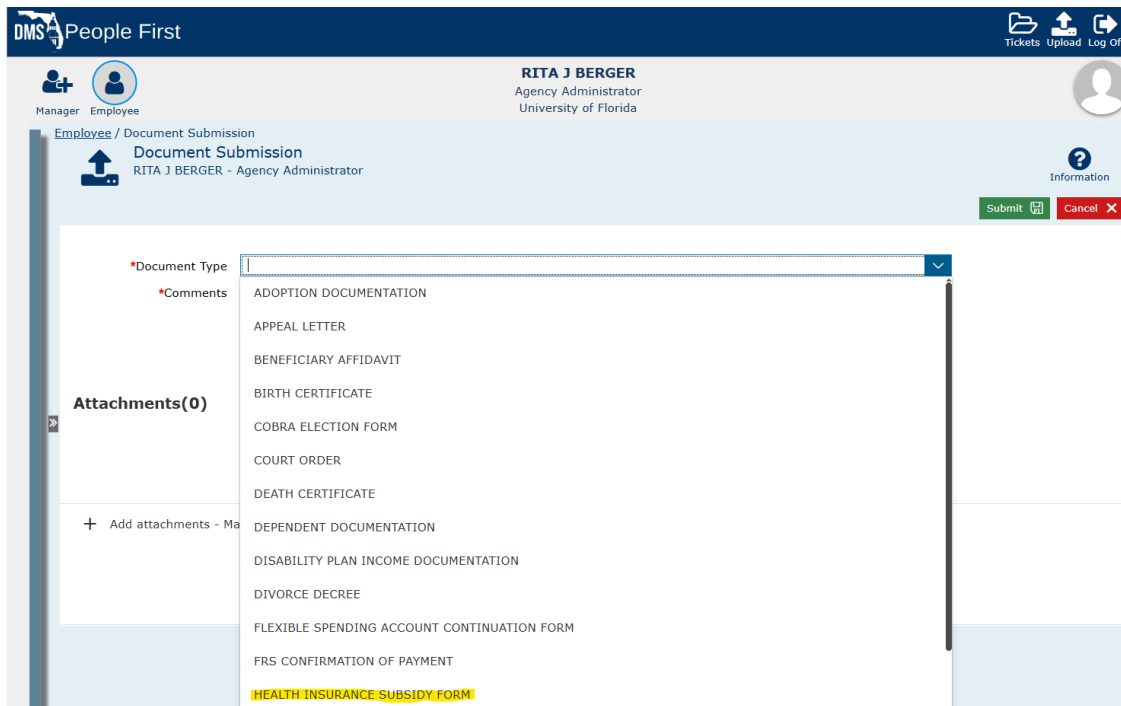 DMS People First
Tickets Upload Log Of
RITA J BERGER
Agency Administrator
University of Florida
Manager Employee
Employee / Document Submission
Document Submission
RITA J BERGER - Agency Administrator
Information
Submit Cancel
*Document Type
*Comments
ADOPTION DOCUMENTATION
APPEAL LETTER
BENEFICIARY AFFIDAVIT
BIRTH CERTIFICATE
Attachments(0)
COBRA ELECTION FORM
COURT ORDER
DEATH CERTIFICATE
+ Add attachments - Ma
DEPENDENT DOCUMENTATION
DISABILITY PLAN INCOME DOCUMENTATION
DIVORCE DECREE
FLEXIBLE SPENDING ACCOUNT CONTINUATION FORM
FRS CONFIRMATION OF PAYMENT
HEALTH INSURANCE SUBSIDY FORM